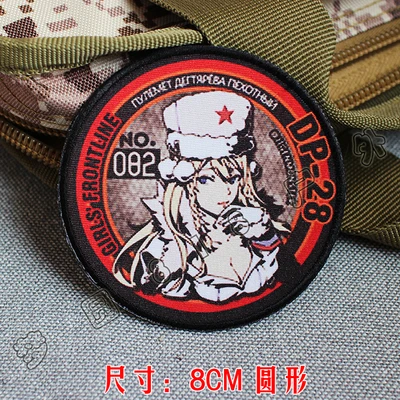 ПУЛЕМЕТ ДЕГТЯРЁВА ПЕХОТНЫЙ
NO.
082
GIRLS' FRONTLINE
DP-28
尺寸：8CM 圆形